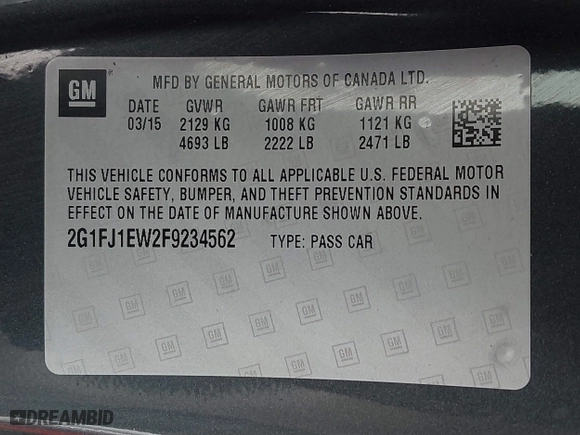 GM
MFD BY GENERAL MOTORS OF CANADA LTD.
DATE GVWR GAWR FRT GAWR RR
03/15 2129 KG 1008 KG 1121 KG
4693 LB 2222 LB 2471 LB
THIS VEHICLE CONFORMS TO ALL APPLICABLE U.S. FEDERAL MOTOR
VEHICLE SAFETY, BUMPER, AND THEFT PREVENTION STANDARDS IN
EFFECT ON THE DATE OF MANUFACTURE SHOWN ABOVE.
2G1FJ1EW2F9234562 TYPE: PASS CAR
DREAMBID